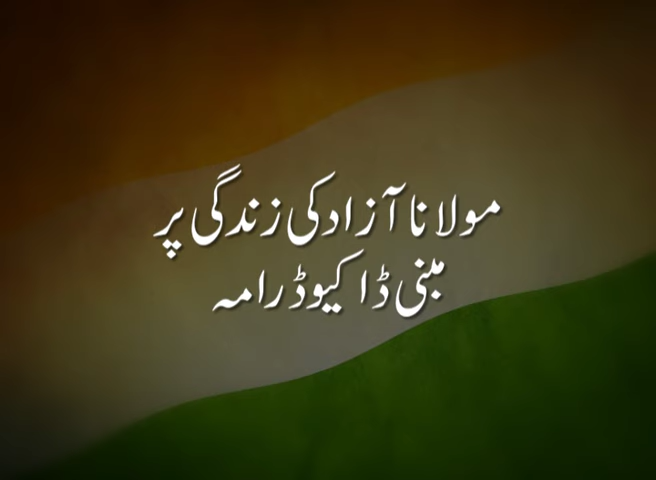 مولانا آزاد کی زندگی پر
مبنی ڈاکیوڈرامہ